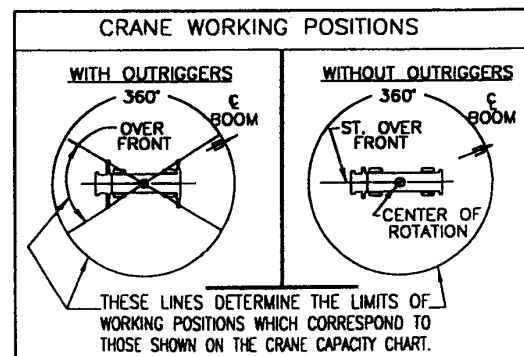 CRANE WORKING POSITIONS
WITH OUTRIGGERS
360°
℄
BOOM
OVER
FRONT
WITHOUT OUTRIGGERS
360°
℄
BOOM
ST. OVER
FRONT
CENTER OF
ROTATION
THESE LINES DETERMINE THE LIMITS OF
WORKING POSITIONS WHICH CORRESPOND TO
THOSE SHOWN ON THE CRANE CAPACITY CHART.